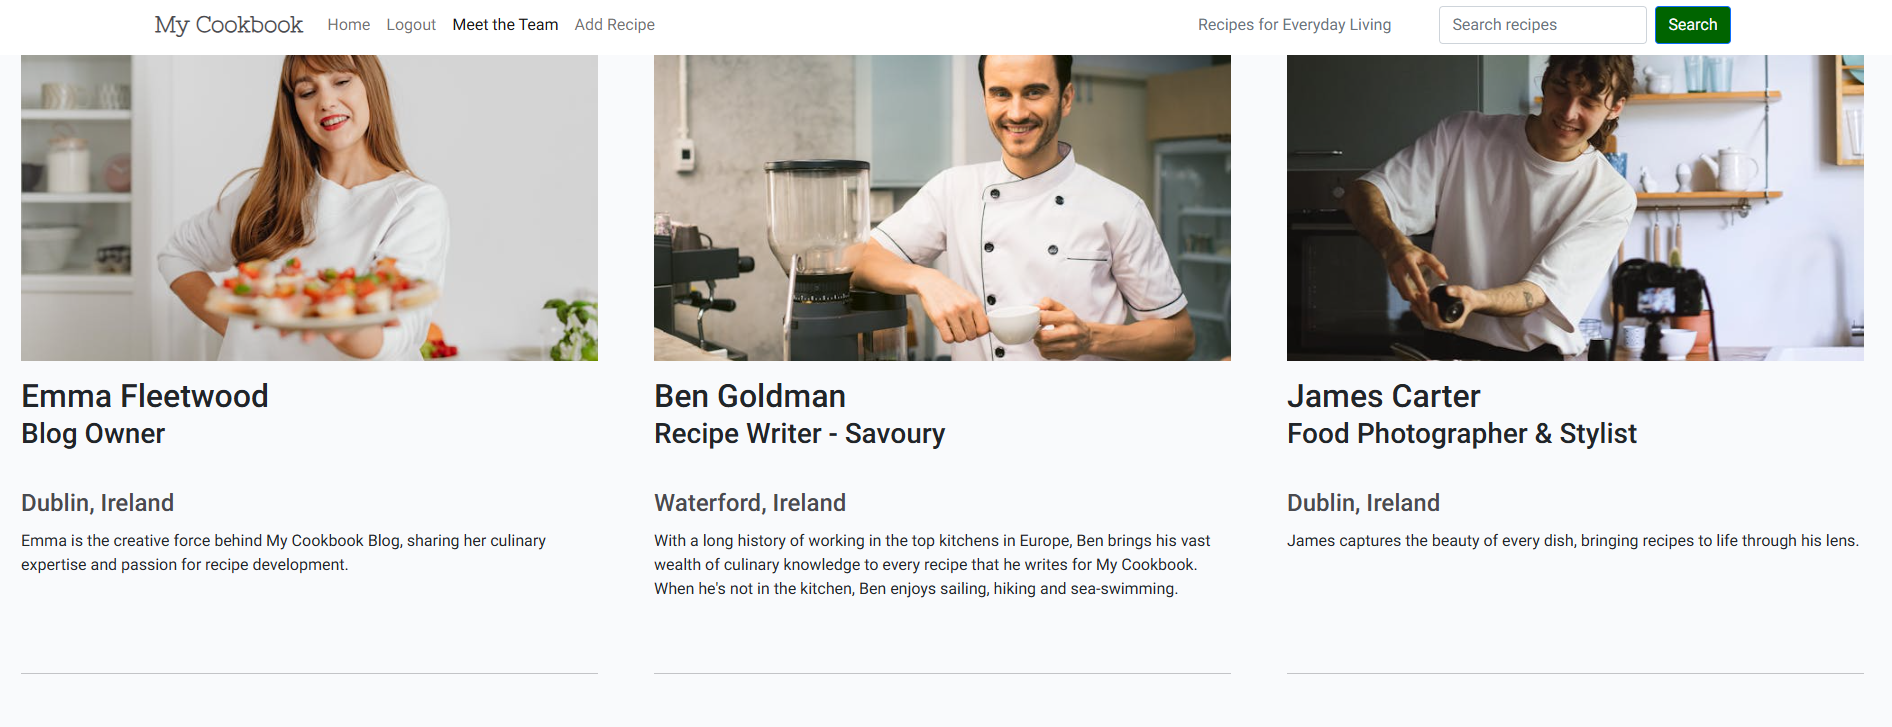 My Cookbook Home Logout Meet the Team Add Recipe Recipes for Everyday Living Search recipes Search
Emma Fleetwood
Blog Owner
Dublin, Ireland
Emma is the creative force behind My Cookbook Blog, sharing her culinary
expertise and passion for recipe development.
Ben Goldman
Recipe Writer - Savoury
Waterford, Ireland
With a long history of working in the top kitchens in Europe, Ben brings his vast
wealth of culinary knowledge to every recipe that he writes for My Cookbook.
When he's not in the kitchen, Ben enjoys sailing, hiking and sea-swimming.
James Carter
Food Photographer & Stylist
Dublin, Ireland
James captures the beauty of every dish, bringing recipes to life through his lens.